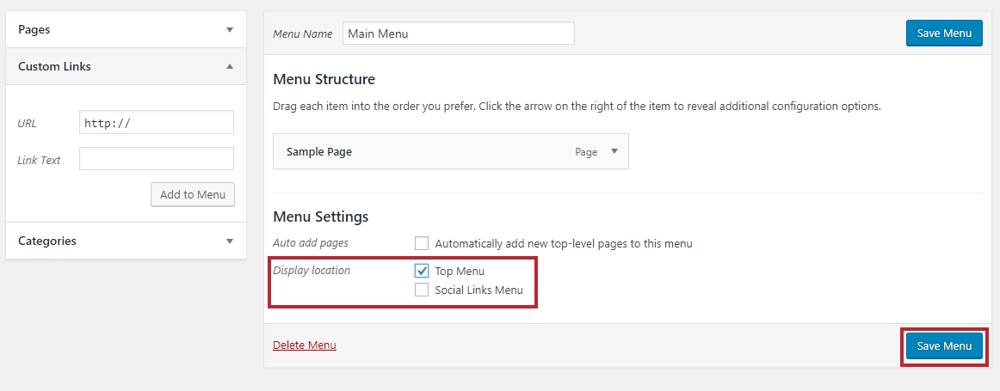 Pages
Custom Links
URL http://
Link Text
Add to Menu
Categories
Menu Name Main Menu Save Menu
Menu Structure
Drag each item into the order you prefer. Click the arrow on the right of the item to reveal additional configuration options.
Sample Page Page
Menu Settings
Auto add pages Automatically add new top-level pages to this menu
Display location Top Menu
Social Links Menu
Delete Menu Save Menu